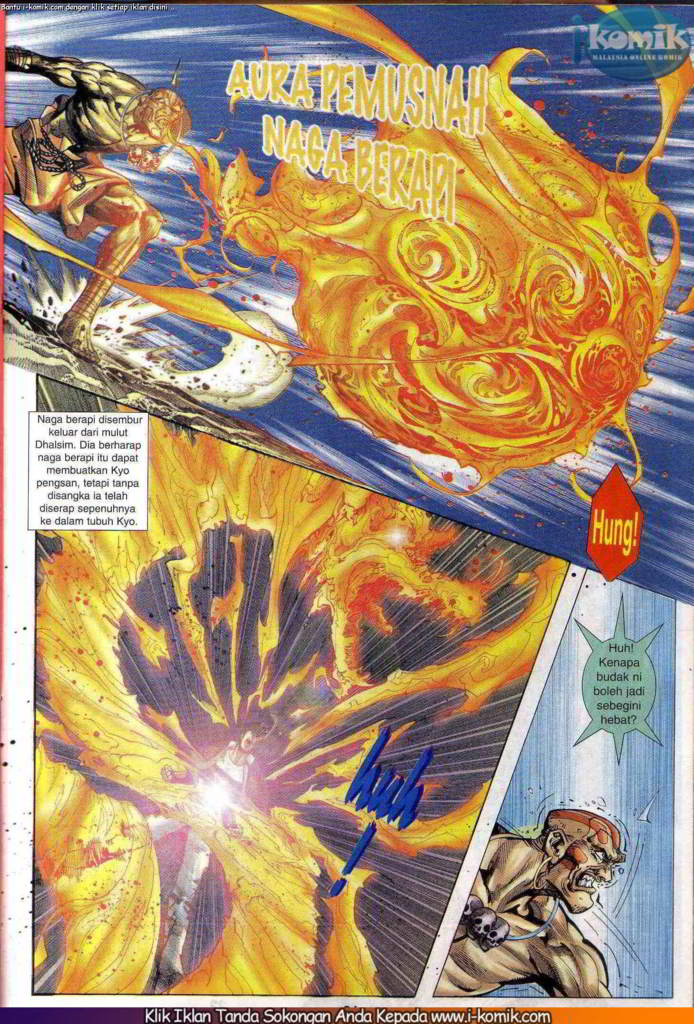 Bantu i-komik.com dengan klik setiap iklan disini ...
i komik
MALAYSIA ONLINE KOMIK
AURA PEMUSNAH
NAGA BERAPI
Naga berapi disembur
keluar dari mulut
Dhalsim. Dia berharap
naga berapi itu dapat
membuatkan Kyo
pengsan, tetapi tanpa
disangka ia telah
diserap sepenuhnya
ke dalam tubuh Kyo.
Hung!
huh
!
Huh!
Kenapa
budak ni
boleh jadi
sebegini
hebat?
Klik Iklan Tanda Sokongan Anda Kepada www.i-komik.com